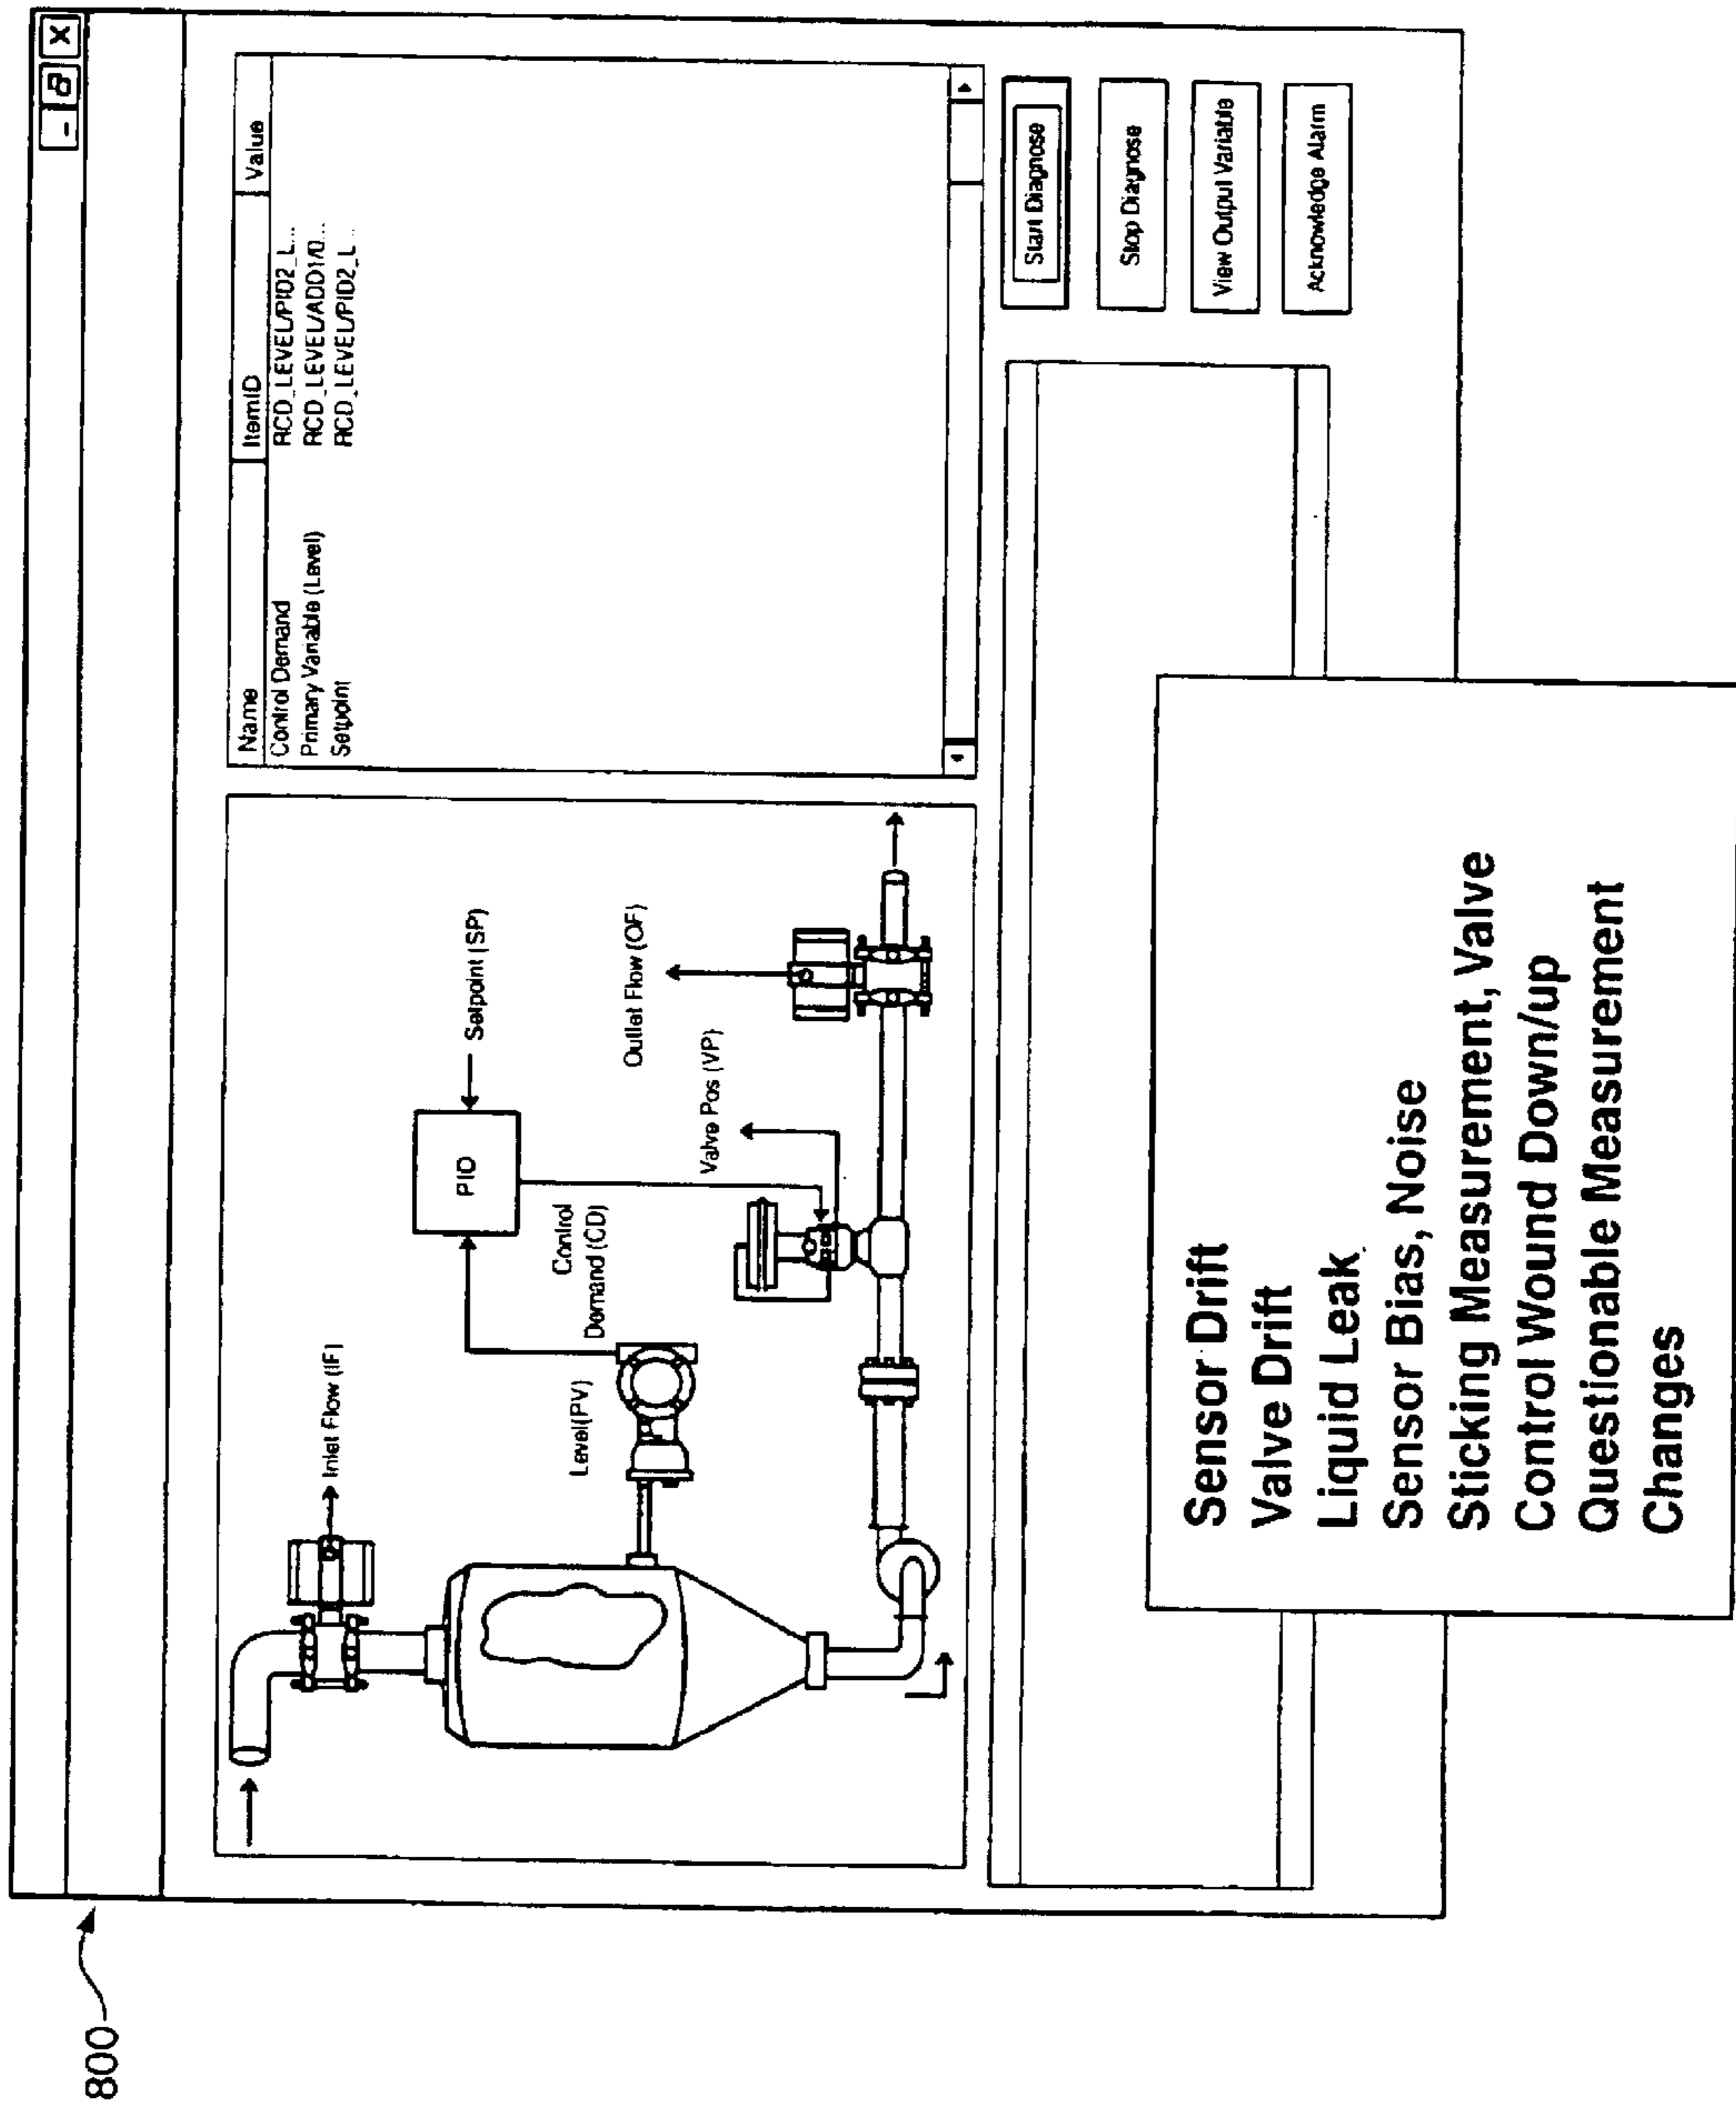 800
Name ItemID Value
Control Demand RCD_LEVEL/PID2_L...
Primary Variable (Level) RCD_LEVEL/ADD1/0...
Setpoint RCD_LEVEL/PID2_L...
Inlet Flow (IF)
Level(PV)
Control
Demand (CD)
PID
Setpoint (SP)
Valve Pos (VP)
Outlet Flow (OF)
Start Diagnose
Stop Diagnose
View Output Variable
Acknowledge Alarm
Sensor Drift
Valve Drift
Liquid Leak
Sensor Bias, Noise
Sticking Measurement, Valve
Control Wound Down/up
Questionable Measurement
Changes